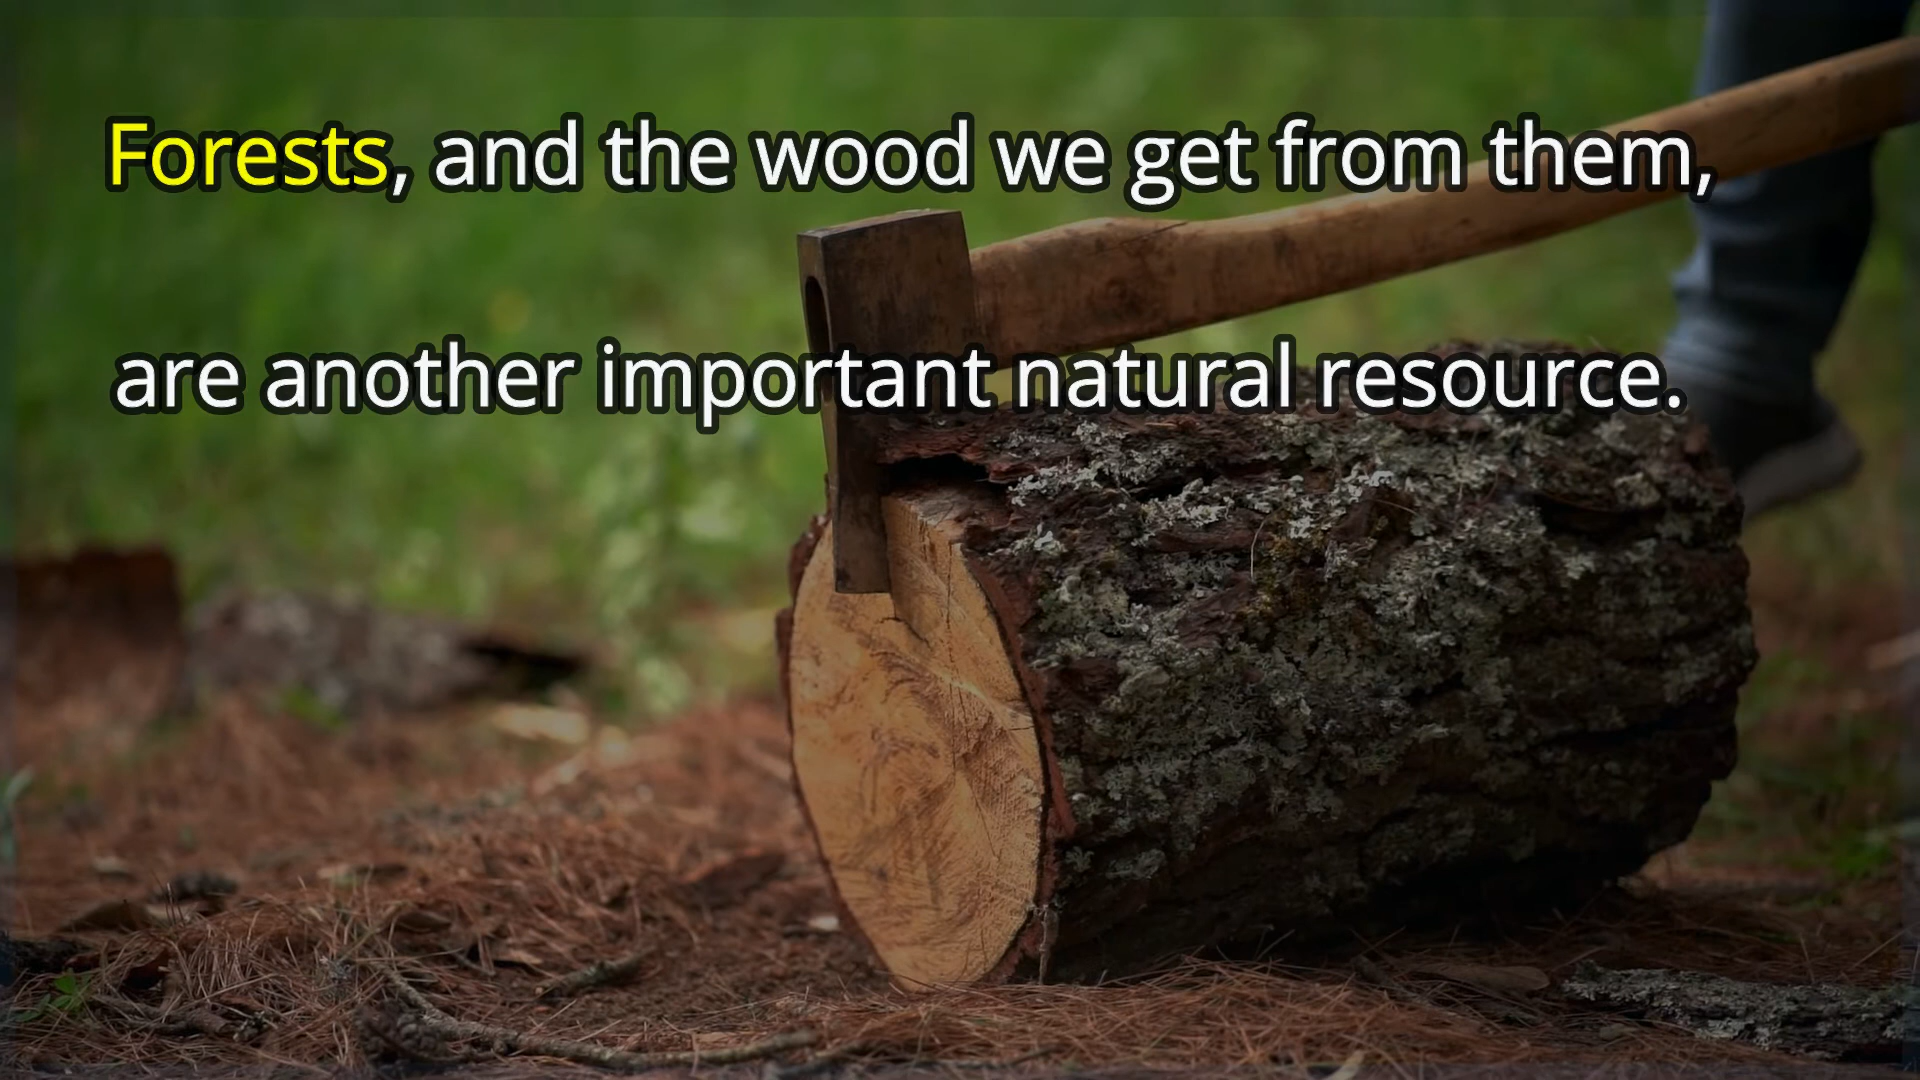 Forests, and the wood we get from them,
are another important natural resource.